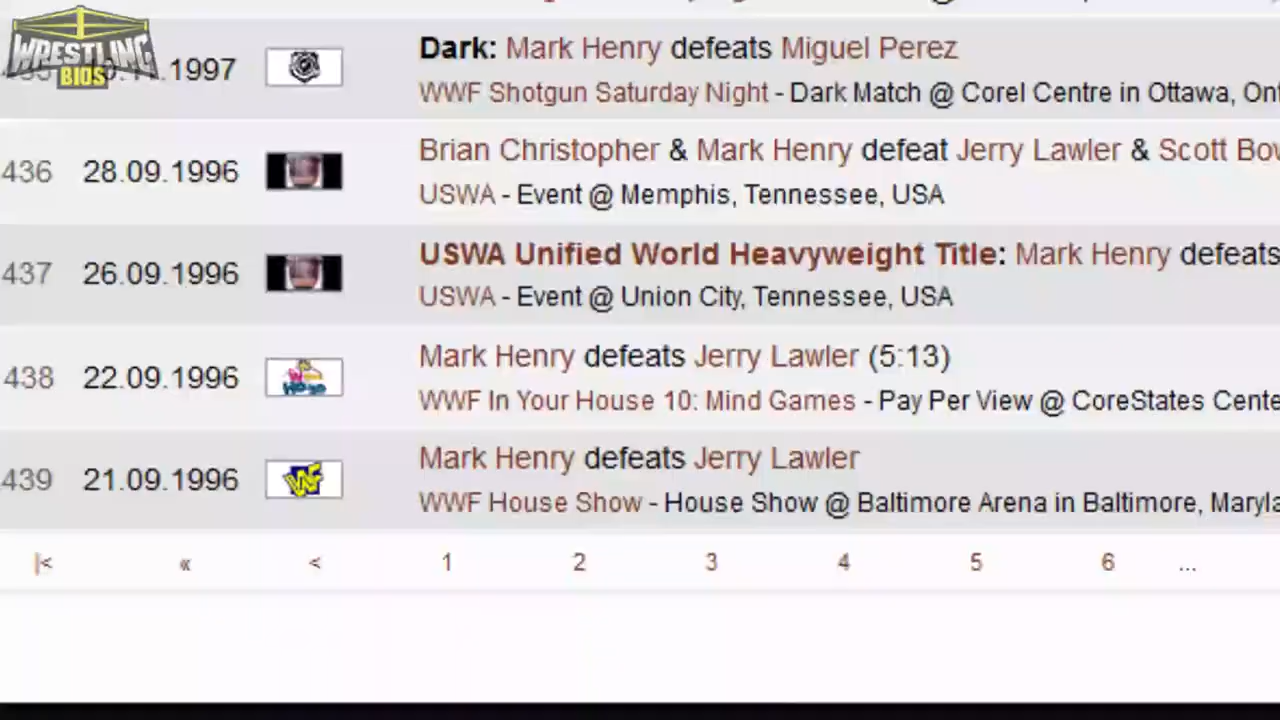 WRESTLING
BIOS
.1997
Dark: Mark Henry defeats Miguel Perez
WWF Shotgun Saturday Night - Dark Match @ Corel Centre in Ottawa,
436 28.09.1996 Brian Christopher & Mark Henry defeat Jerry Lawler & Scott
USWA - Event @ Memphis, Tennessee, USA
437 26.09.1996 USWA Unified World Heavyweight Title: Mark Henry defeats
USWA - Event @ Union City, Tennessee, USA
438 22.09.1996 Mark Henry defeats Jerry Lawler (5:13)
WWF In Your House 10: Mind Games - Pay Per View @ CoreStates
439 21.09.1996 Mark Henry defeats Jerry Lawler
WWF House Show - House Show @ Baltimore Arena in Baltimore,
|< « < 1 2 3 4 5 6 ...